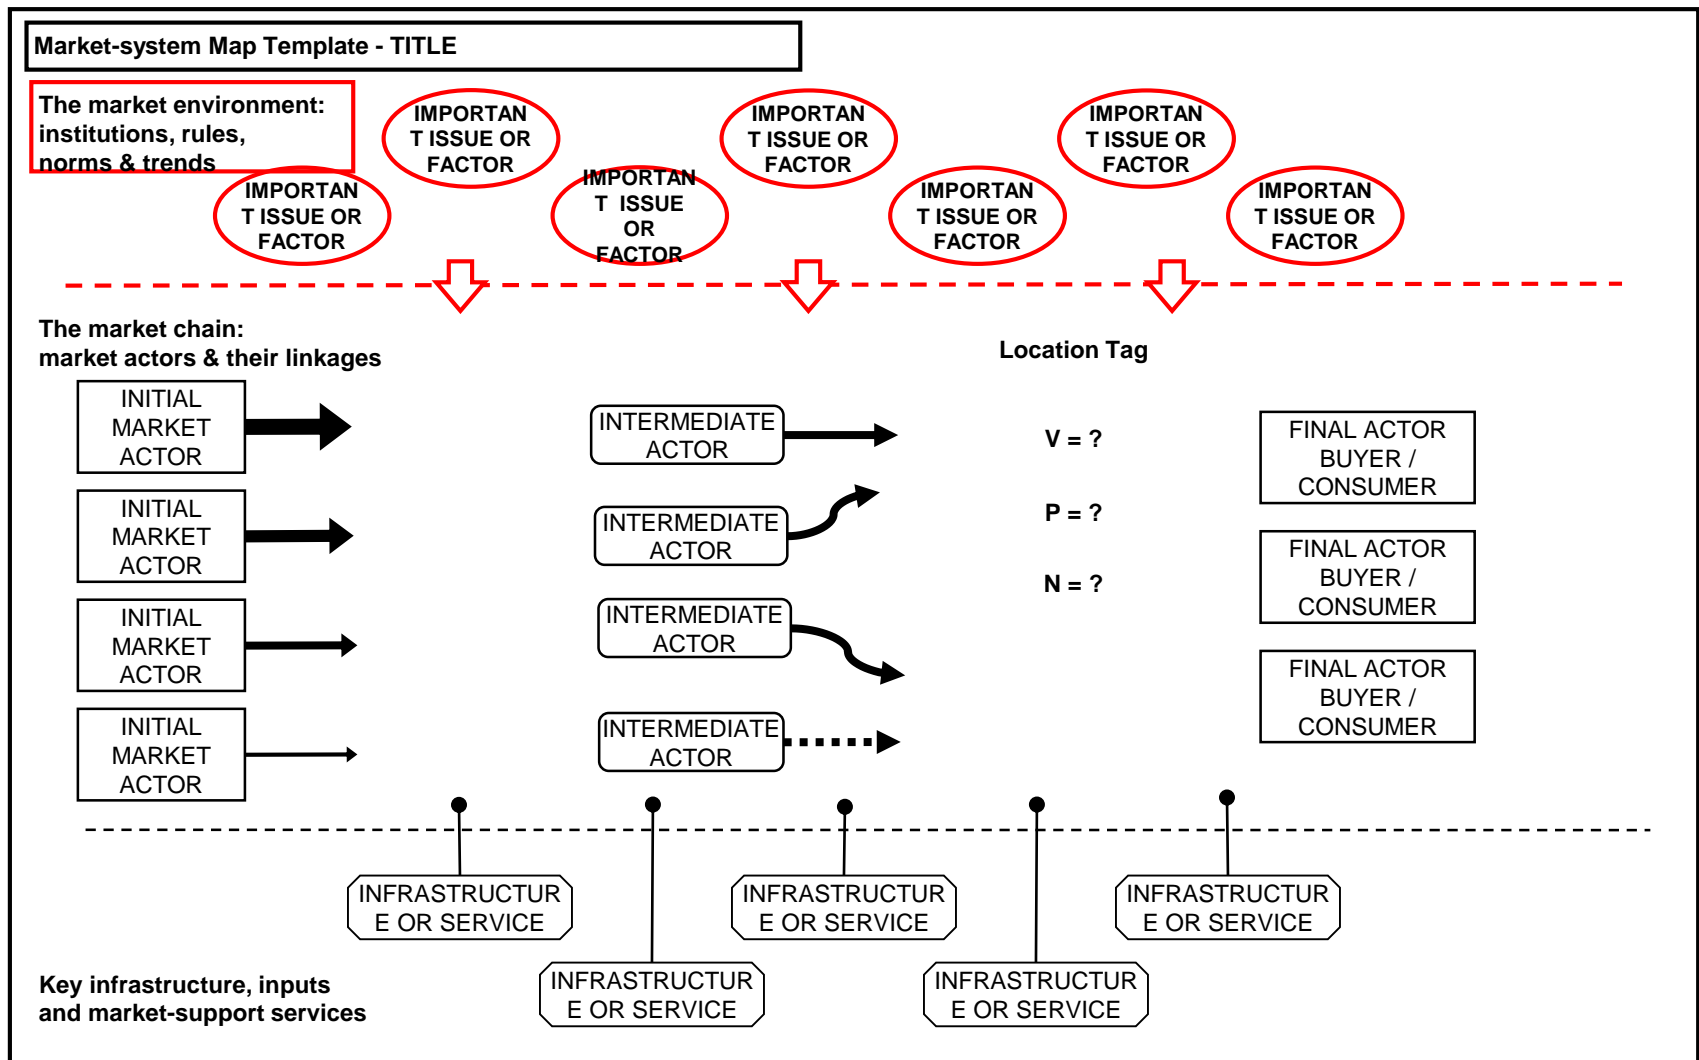 Market-system Map Template - TITLE
The market environment:
institutions, rules,
norms & trends
IMPORTAN
T ISSUE OR
FACTOR
IMPORTAN
T ISSUE OR
FACTOR
IMPORTAN
T ISSUE OR
FACTOR
IMPORTAN
T ISSUE OR
FACTOR
IMPORTAN
T ISSUE
OR
FACTOR
IMPORTAN
T ISSUE OR
FACTOR
IMPORTAN
T ISSUE OR
FACTOR
The market chain:
market actors & their linkages
Location Tag
INITIAL
MARKET
ACTOR
INITIAL
MARKET
ACTOR
INITIAL
MARKET
ACTOR
INITIAL
MARKET
ACTOR
INTERMEDIATE
ACTOR
INTERMEDIATE
ACTOR
INTERMEDIATE
ACTOR
INTERMEDIATE
ACTOR
V = ?
P = ?
N = ?
FINAL ACTOR
BUYER /
CONSUMER
FINAL ACTOR
BUYER /
CONSUMER
FINAL ACTOR
BUYER /
CONSUMER
INFRASTRUCTUR
E OR SERVICE
INFRASTRUCTUR
E OR SERVICE
INFRASTRUCTUR
E OR SERVICE
INFRASTRUCTUR
E OR SERVICE
INFRASTRUCTUR
E OR SERVICE
Key infrastructure, inputs
and market-support services